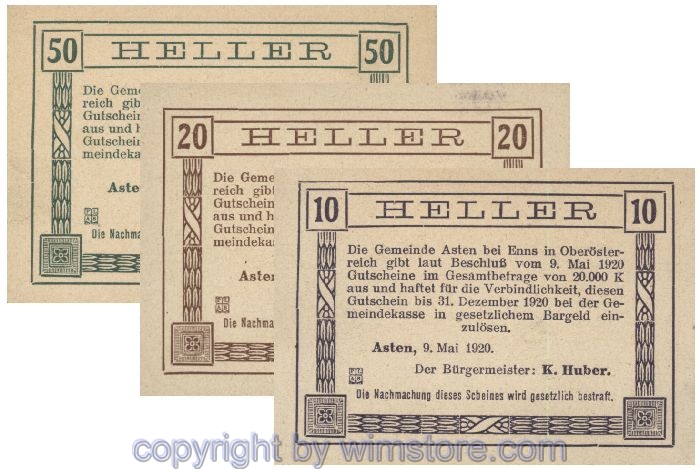 50 HELLER 50
Die Geme
reich gib
Gutschein
aus und h
Gutschein
meindekasse
Asten,
Die Nachma
20 HELLER 20
Die Geme
reich gibt
Gutscheine
aus und h
Gutschein
meindekasse
Asten
Die Nachma
10 HELLER 10
Die Gemeinde Asten bei Enns in Oberöster-
reich gibt laut Beschluß vom 9. Mai 1920
Gutscheine im Gesamtbetrage von 20.000 K
aus und haftet für die Verbindlichkeit, diesen
Gutschein bis 31. Dezember 1920 bei der Ge-
meindekasse in gesetzlichem Bargeld ein-
zulösen.
Asten, 9. Mai 1920.
Der Bürgermeister: K. Huber.
Die Nachmachung dieses Scheines wird gesetzlich bestraft.
copyright by wimstore.com